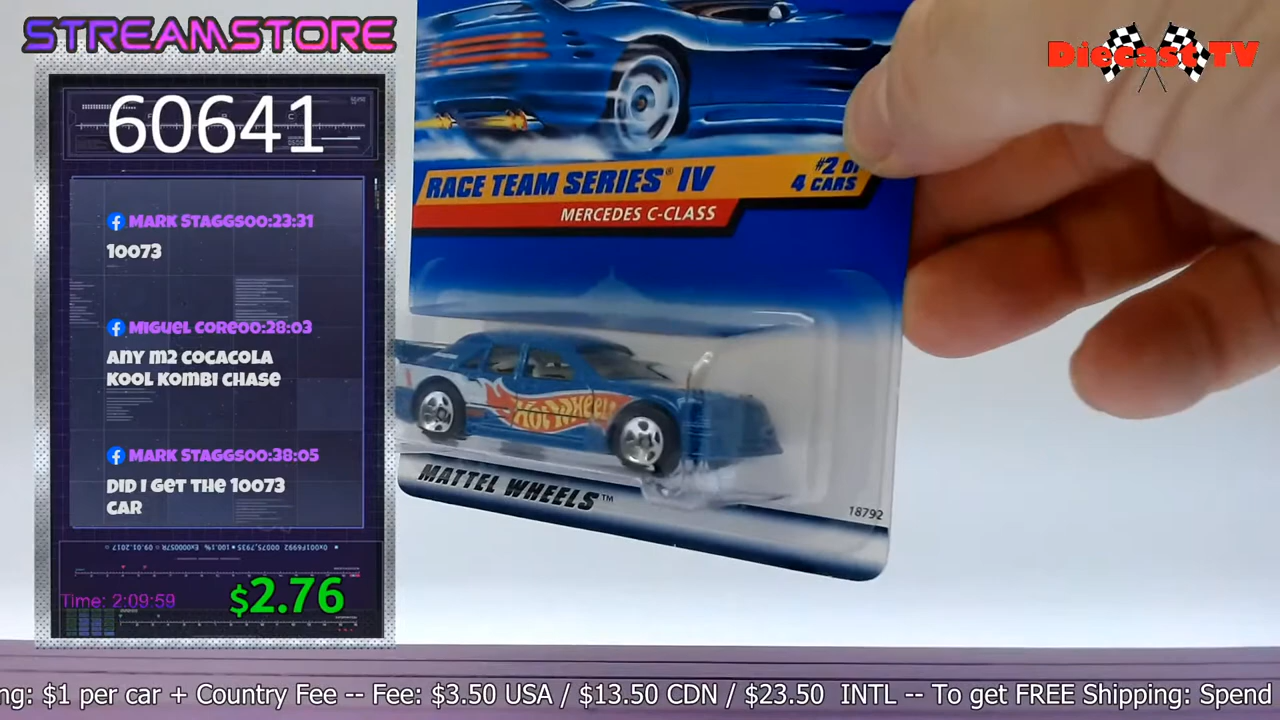 STREAMSTORE
60641
MARK STAGGS00:23:31
10073
MIGUEL CORE00:28:03
ANY M2 COCACOLA
KOOL KOMBI CHASE
MARK STAGGS00:38:05
DID I GET THE 10073
CAR
Time: 2:09:59
$2.76
Diecast TV
RACE TEAM SERIES® IV
#2 OF
4 CARS
MERCEDES C-CLASS
HOT WHEELS
MATTEL WHEELS™
18792
ng: $1 per car + Country Fee -- Fee: $3.50 USA / $13.50 CDN / $23.50 INTL -- To get FREE Shipping: Spend